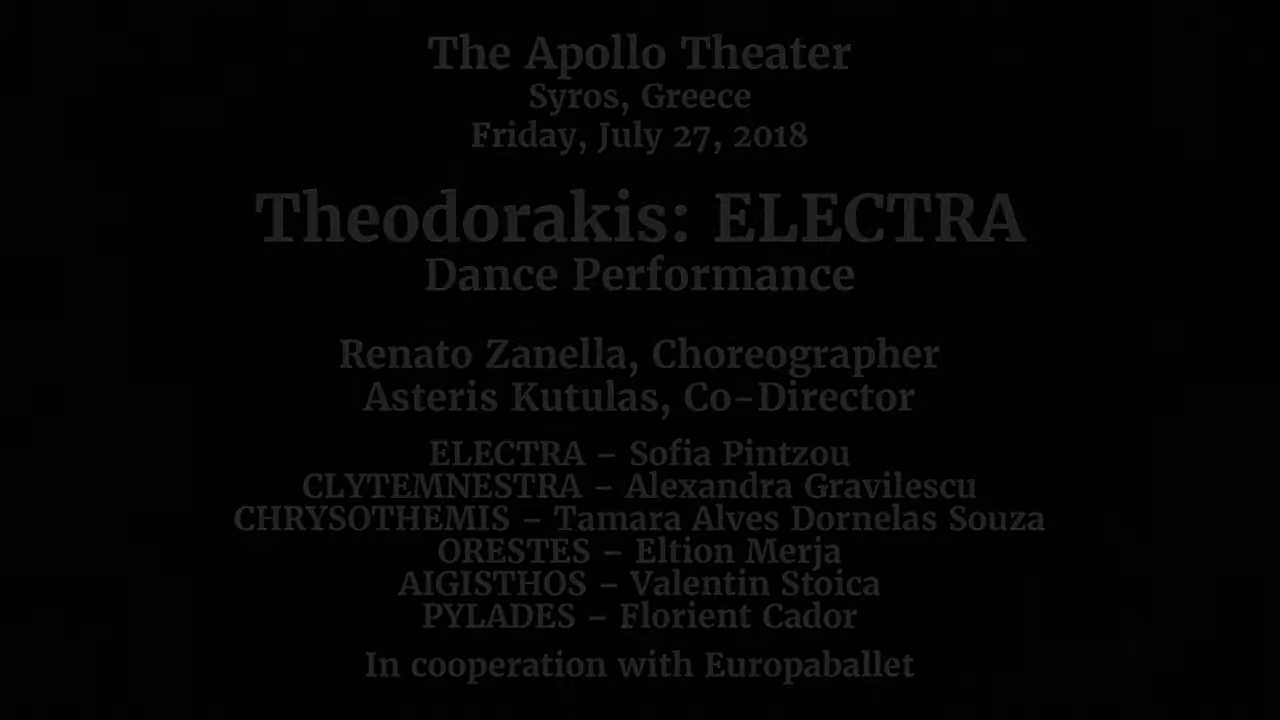 The Apollo Theater
Syros, Greece
Friday, July 27, 2018
Theodorakis: ELECTRA
Dance Performance
Renato Zanella, Choreographer
Asteris Kutulas, Co-Director
ELECTRA – Sofia Pintzou
CLYTEMNESTRA – Alexandra Gravilescu
CHRYSOTHEMIS – Tamara Alves Dornelas Souza
ORESTES – Eltion Merja
AIGISTHOS – Valentin Stoica
PYLADES – Florient Cador
In cooperation with Europaballet